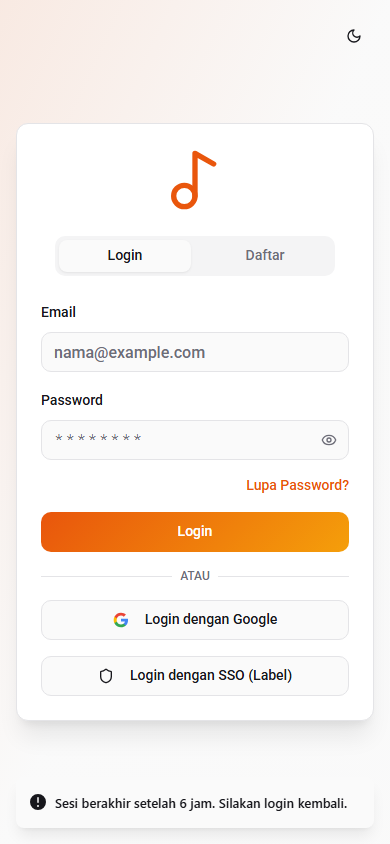 Login
Daftar
Email
nama@example.com
Password
********
Lupa Password?
Login
ATAU
Login dengan Google
Login dengan SSO (Label)
Sesi berakhir setelah 6 jam. Silakan login kembali.